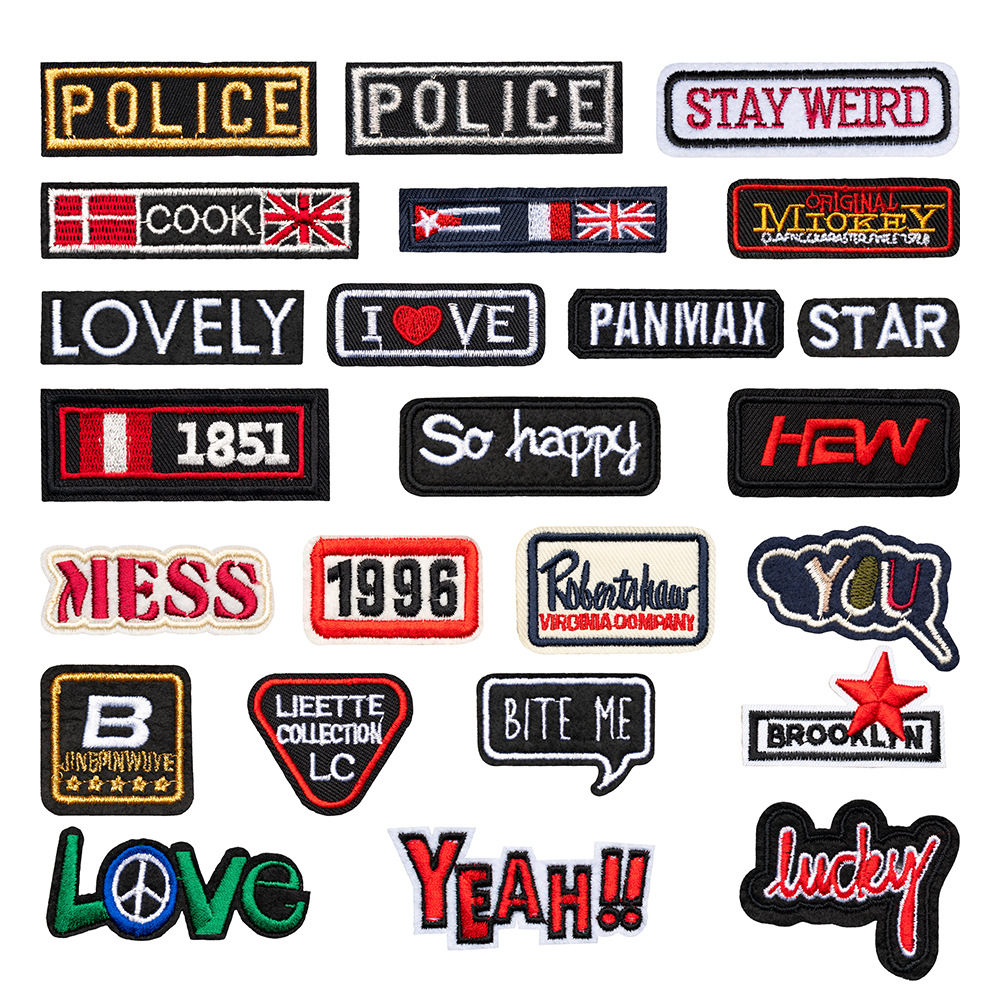 POLICE
POLICE
STAY WEIRD
COOK
ORIGINAL
MIOKEY
LOVELY
I ❤ VE
PANMAX
STAR
1851
So happy
HEW
MESS
1996
Robertshaw
VIRGINIA COMPANY
YOU
B
JINGPINWUVE
LIEETTE
COLLECTION
LC
BITE ME
BROOKLYN
LOVe
YEAH!!
lucky